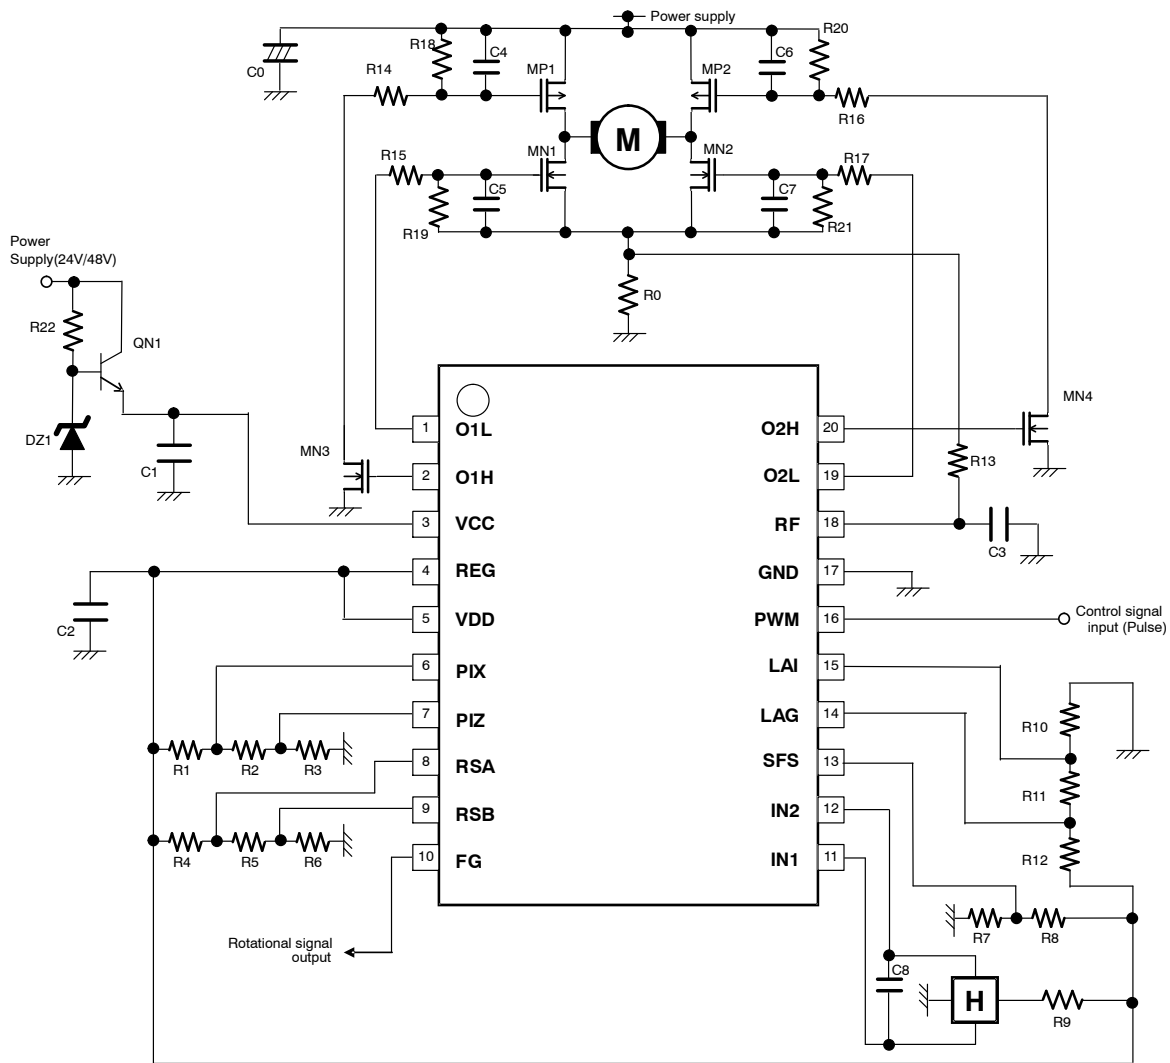 Power supply
R20
R18
C4
C6
C0
R14
MP1
MP2
R16
M
R15
MN1
MN2
R17
C5
C7
R19
R21
Power
Supply(24V/48V)
R0
R22
QN1
MN4
DZ1
C1
MN3
R13
C3
1 O1L
O2H 20
2 O1H
O2L 19
3 VCC
RF 18
4 REG
GND 17
5 VDD
PWM 16
6 PIX
LAI 15
7 PIZ
LAG 14
8 RSA
SFS 13
9 RSB
IN2 12
10 FG
IN1 11
C2
Control signal
input (Pulse)
R10
R1
R2
R3
R11
R4
R5
R6
R12
R7
R8
Rotational signal
output
C8
H
R9